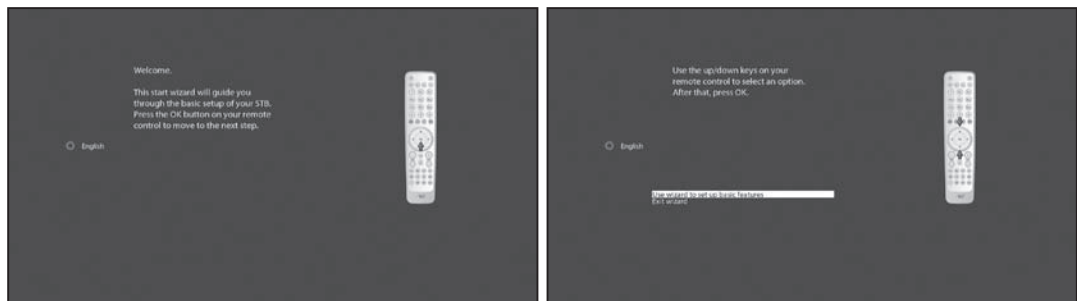 Welcome.
This start wizard will guide you
through the basic setup of your STB.
Press the OK button on your remote
control to move to the next step.
English
Use the up/down keys on your
remote control to select an option.
After that, press OK.
English
Use wizard to set up basic features
Exit wizard